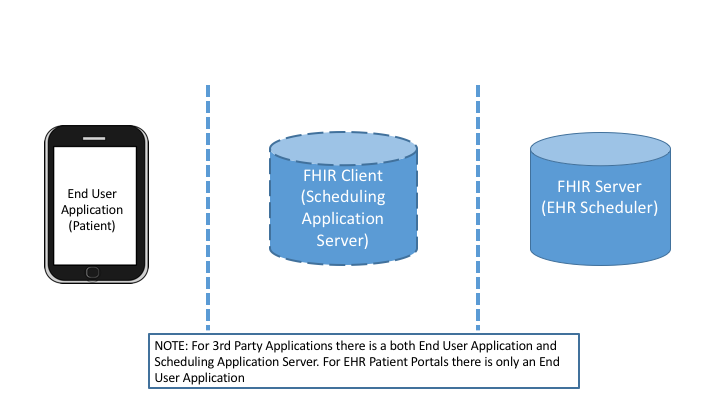 End User
Application
(Patient)
FHIR Client
(Scheduling
Application
Server)
FHIR Server
(EHR Scheduler)
NOTE: For 3rd Party Applications there is a both End User Application and
Scheduling Application Server. For EHR Patient Portals there is only an End
User Application